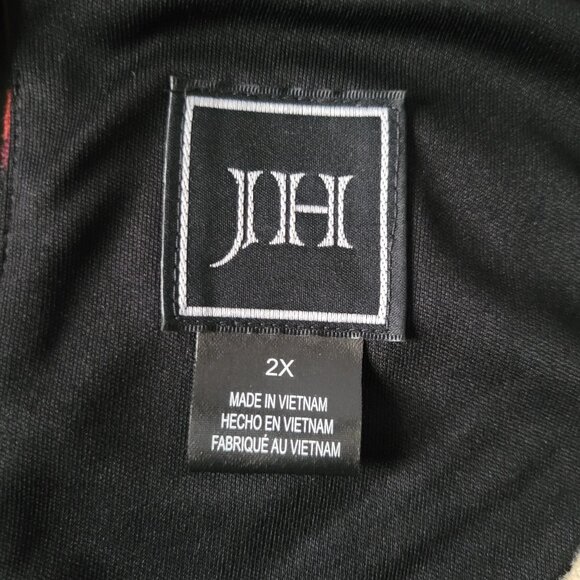 JH
2X
MADE IN VIETNAM
HECHO EN VIETNAM
FABRIQUÉ AU VIETNAM